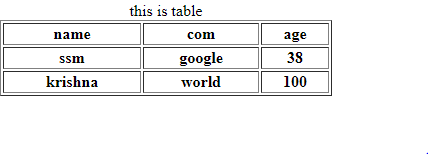 this is table
name com age
ssm google 38
krishna world 100